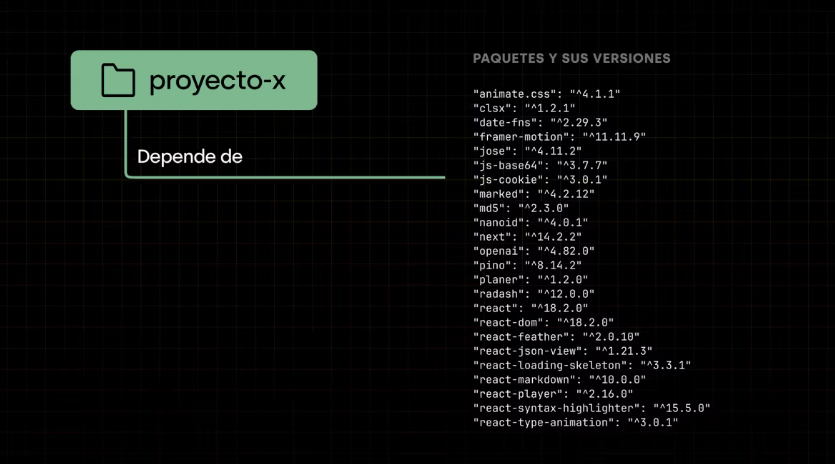 proyecto-x
Depende de
PAQUETES Y SUS VERSIONES
"animate.css": "^4.1.1"
"clsx": "^1.2.1"
"date-fns": "^2.29.3"
"framer-motion": "^11.11.9"
"jose": "^4.11.2"
"js-base64": "^3.7.7"
"js-cookie": "^3.0.1"
"marked": "^4.2.12"
"md5": "^2.3.0"
"nanoid": "^4.0.1"
"next": "^14.2.2"
"openai": "^4.82.0"
"pino": "^8.14.2"
"planer": "^1.2.0"
"radash": "^12.0.0"
"react": "^18.2.0"
"react-dom": "^18.2.0"
"react-feather": "^2.0.10"
"react-json-view": "^1.21.3"
"react-loading-skeleton": "^3.3.1"
"react-markdown": "^10.0.0"
"react-player": "^2.16.0"
"react-syntax-highlighter": "^15.5.0"
"react-type-animation": "^3.0.1"